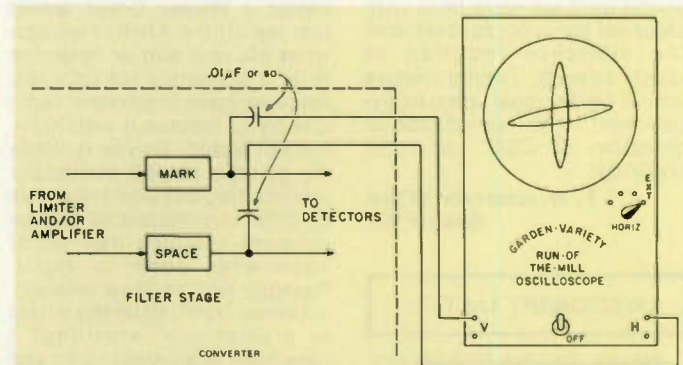 .01µF or so
MARK
FROM
LIMITER
AND/OR
AMPLIFIER
TO
DETECTORS
SPACE
FILTER STAGE
CONVERTER
EXT
HORIZ
GARDEN-VARIETY
RUN-OF
THE-MILL
OSCILLOSCOPE
V
OFF
H